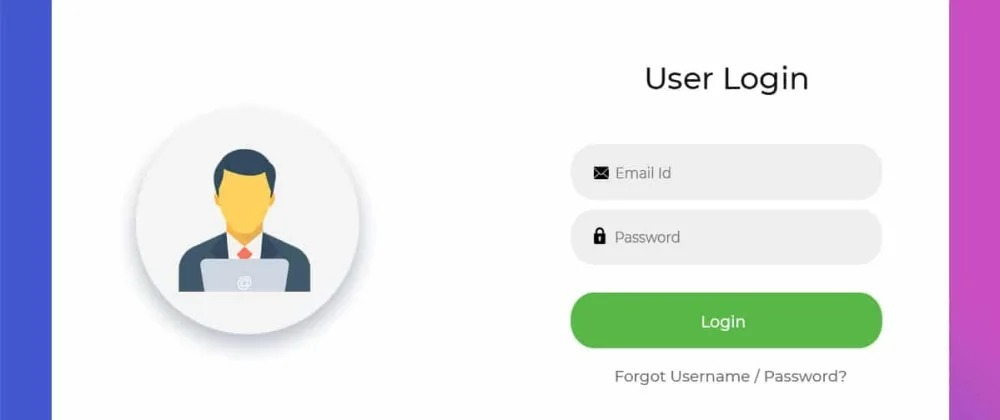 User Login
Email Id
Password
@
Login
Forgot Username / Password?